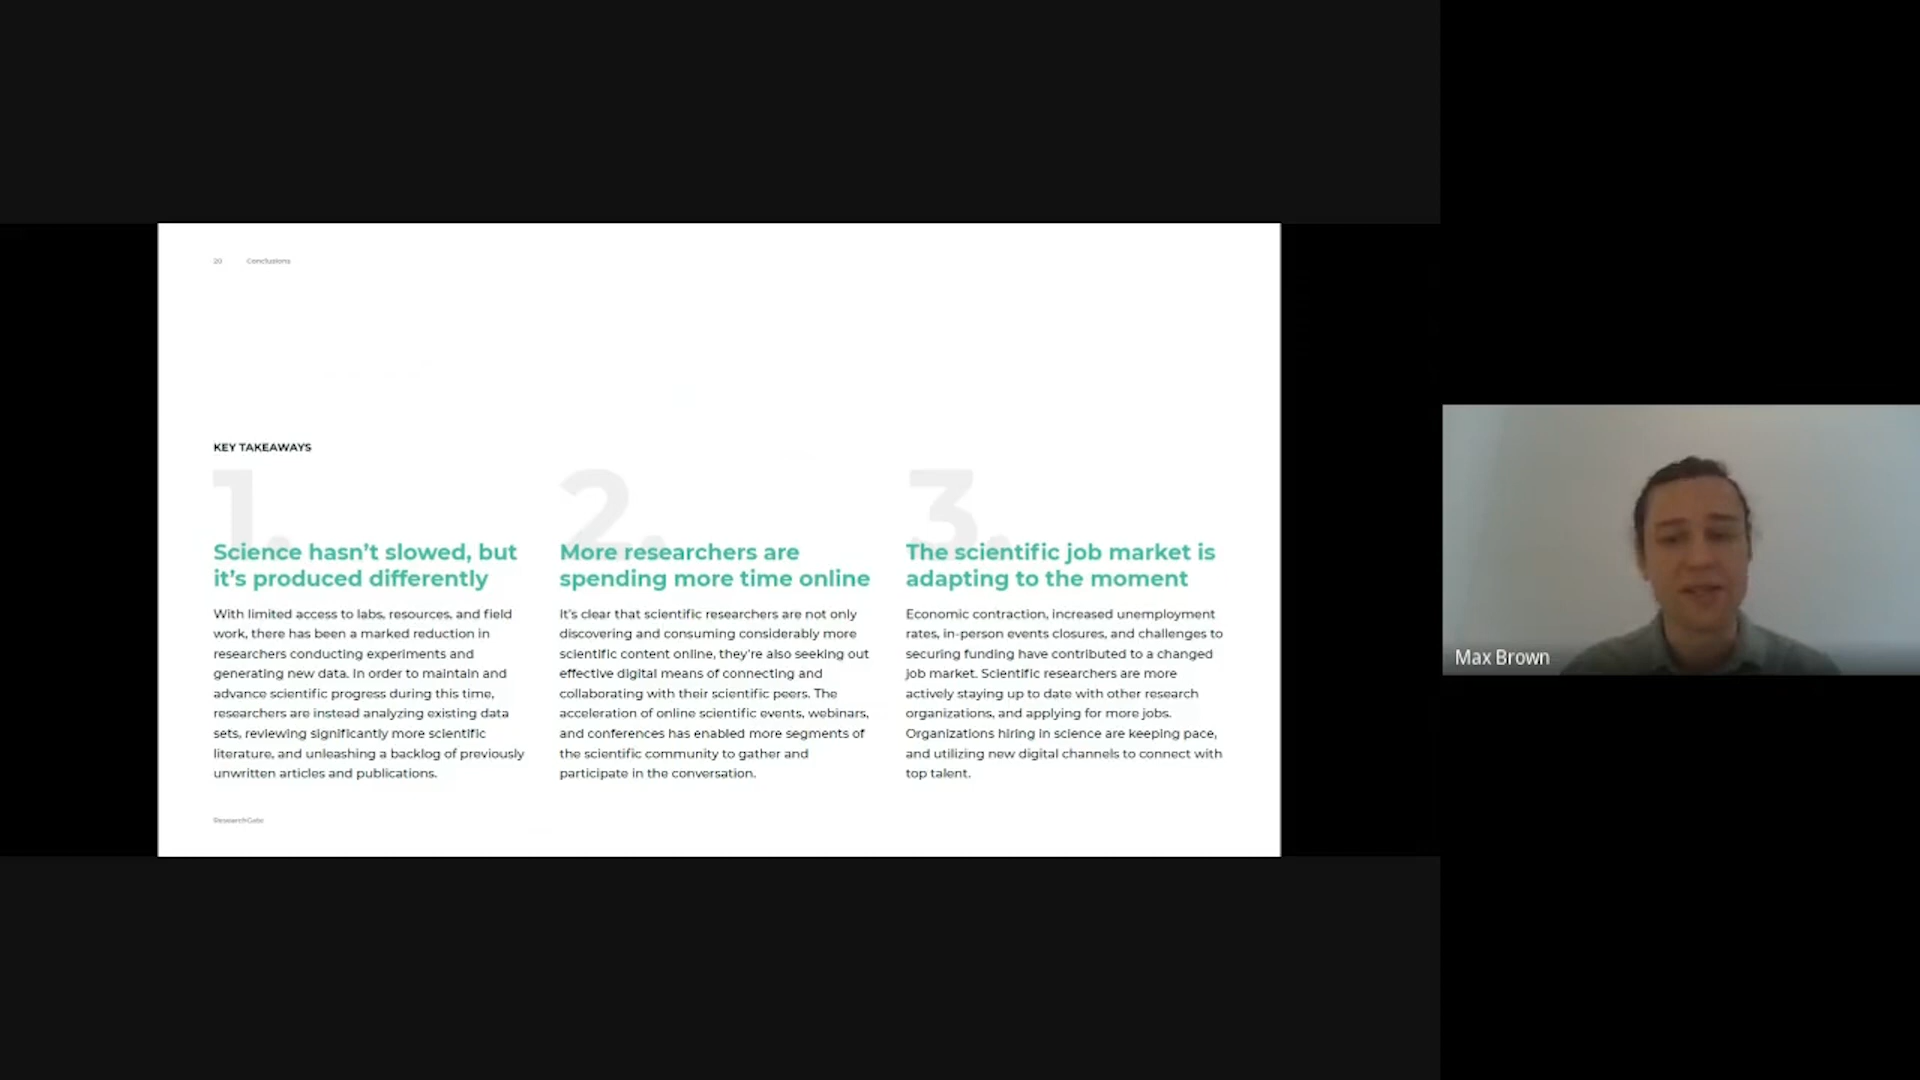 20 Conclusions
KEY TAKEAWAYS
1.
Science hasn't slowed, but
it's produced differently
With limited access to labs, resources, and field
work, there has been a marked reduction in
researchers conducting experiments and
generating new data. In order to maintain and
advance scientific progress during this time,
researchers are instead analyzing existing data
sets, reviewing significantly more scientific
literature, and unleashing a backlog of previously
unwritten articles and publications.
2.
More researchers are
spending more time online
It's clear that scientific researchers are not only
discovering and consuming considerably more
scientific content online, they're also seeking out
effective digital means of connecting and
collaborating with their scientific peers. The
acceleration of online scientific events, webinars,
and conferences has enabled more segments of
the scientific community to gather and
participate in the conversation.
3.
The scientific job market is
adapting to the moment
Economic contraction, increased unemployment
rates, in-person events closures, and challenges to
securing funding have contributed to a changed
job market. Scientific researchers are more
actively staying up to date with other research
organizations, and applying for more jobs.
Organizations hiring in science are keeping pace,
and utilizing new digital channels to connect with
top talent.
ResearchGate
Max Brown